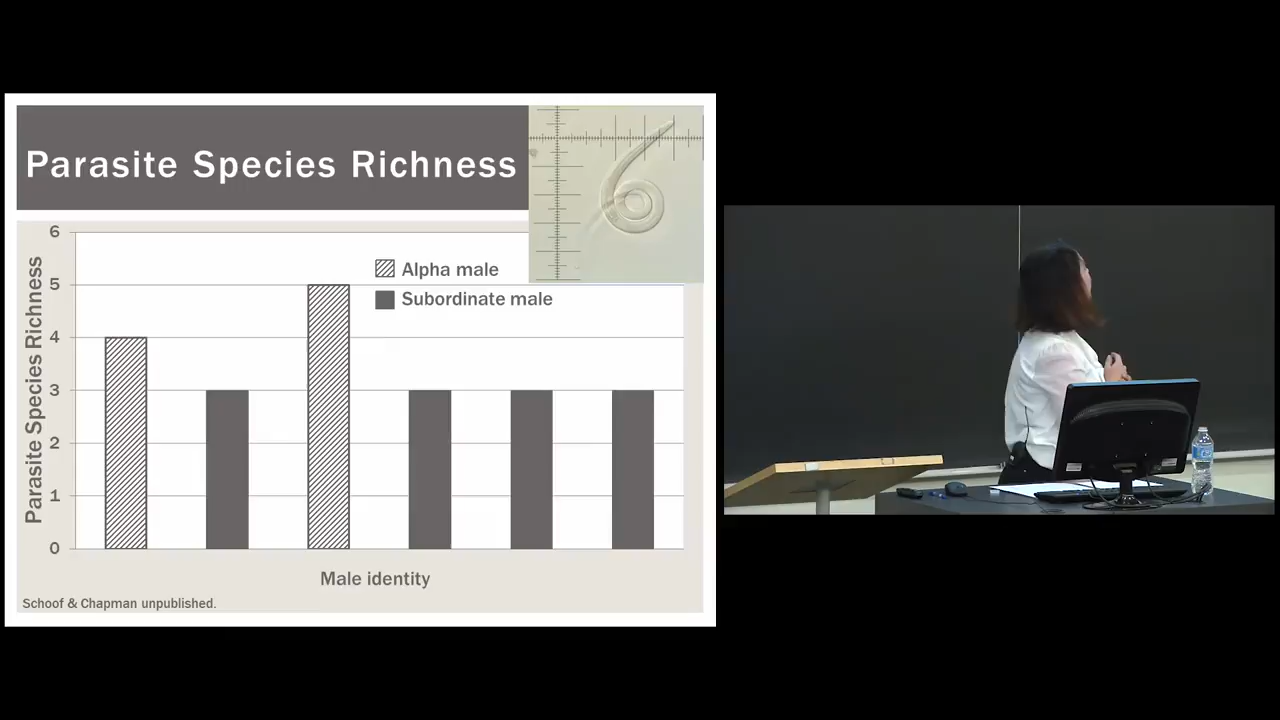 Parasite Species Richness
Parasite Species Richness
6
5
4
3
2
1
0
Alpha male
Subordinate male
Male identity
Schoof & Chapman unpublished.